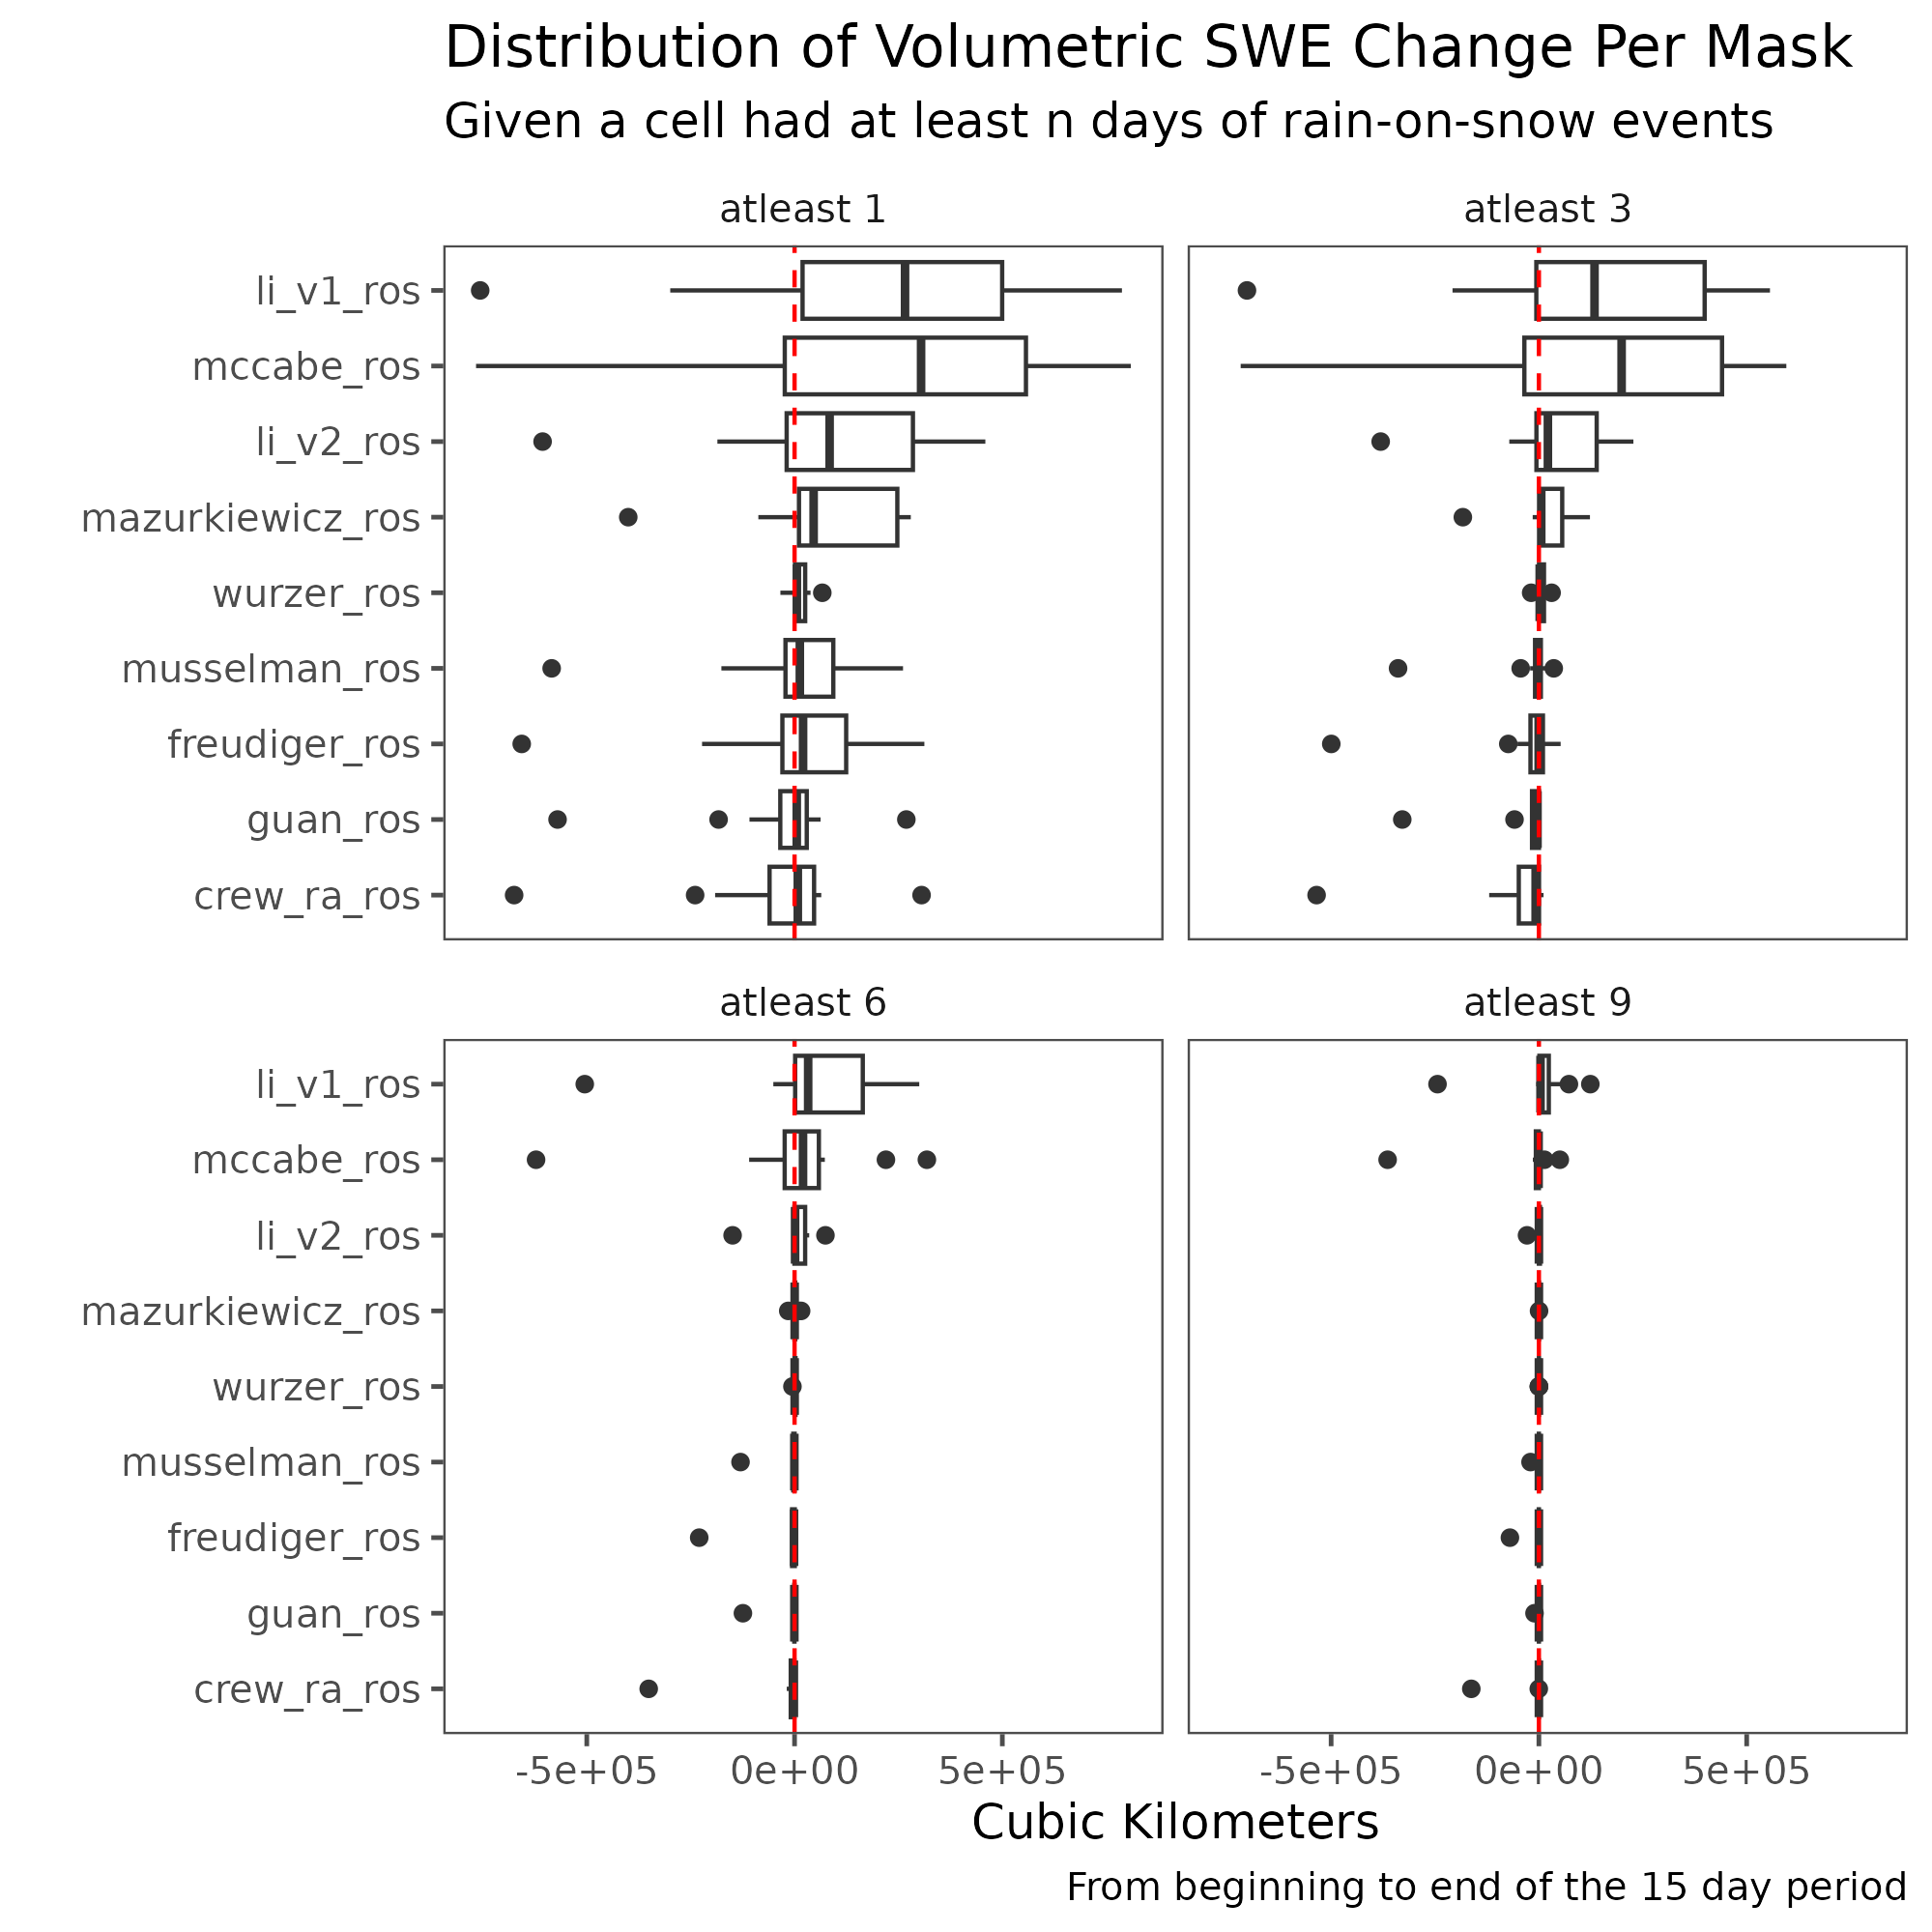 Distribution of Volumetric SWE Change Per Mask
Given a cell had at least n days of rain-on-snow events
atleast 1
atleast 3
li_v1_ros
mccabe_ros
li_v2_ros
mazurkiewicz_ros
wurzer_ros
musselman_ros
freudiger_ros
guan_ros
crew_ra_ros
atleast 6
atleast 9
li_v1_ros
mccabe_ros
li_v2_ros
mazurkiewicz_ros
wurzer_ros
musselman_ros
freudiger_ros
guan_ros
crew_ra_ros
-5e+05 0e+00 5e+05 -5e+05 0e+00 5e+05
Cubic Kilometers
From beginning to end of the 15 day period